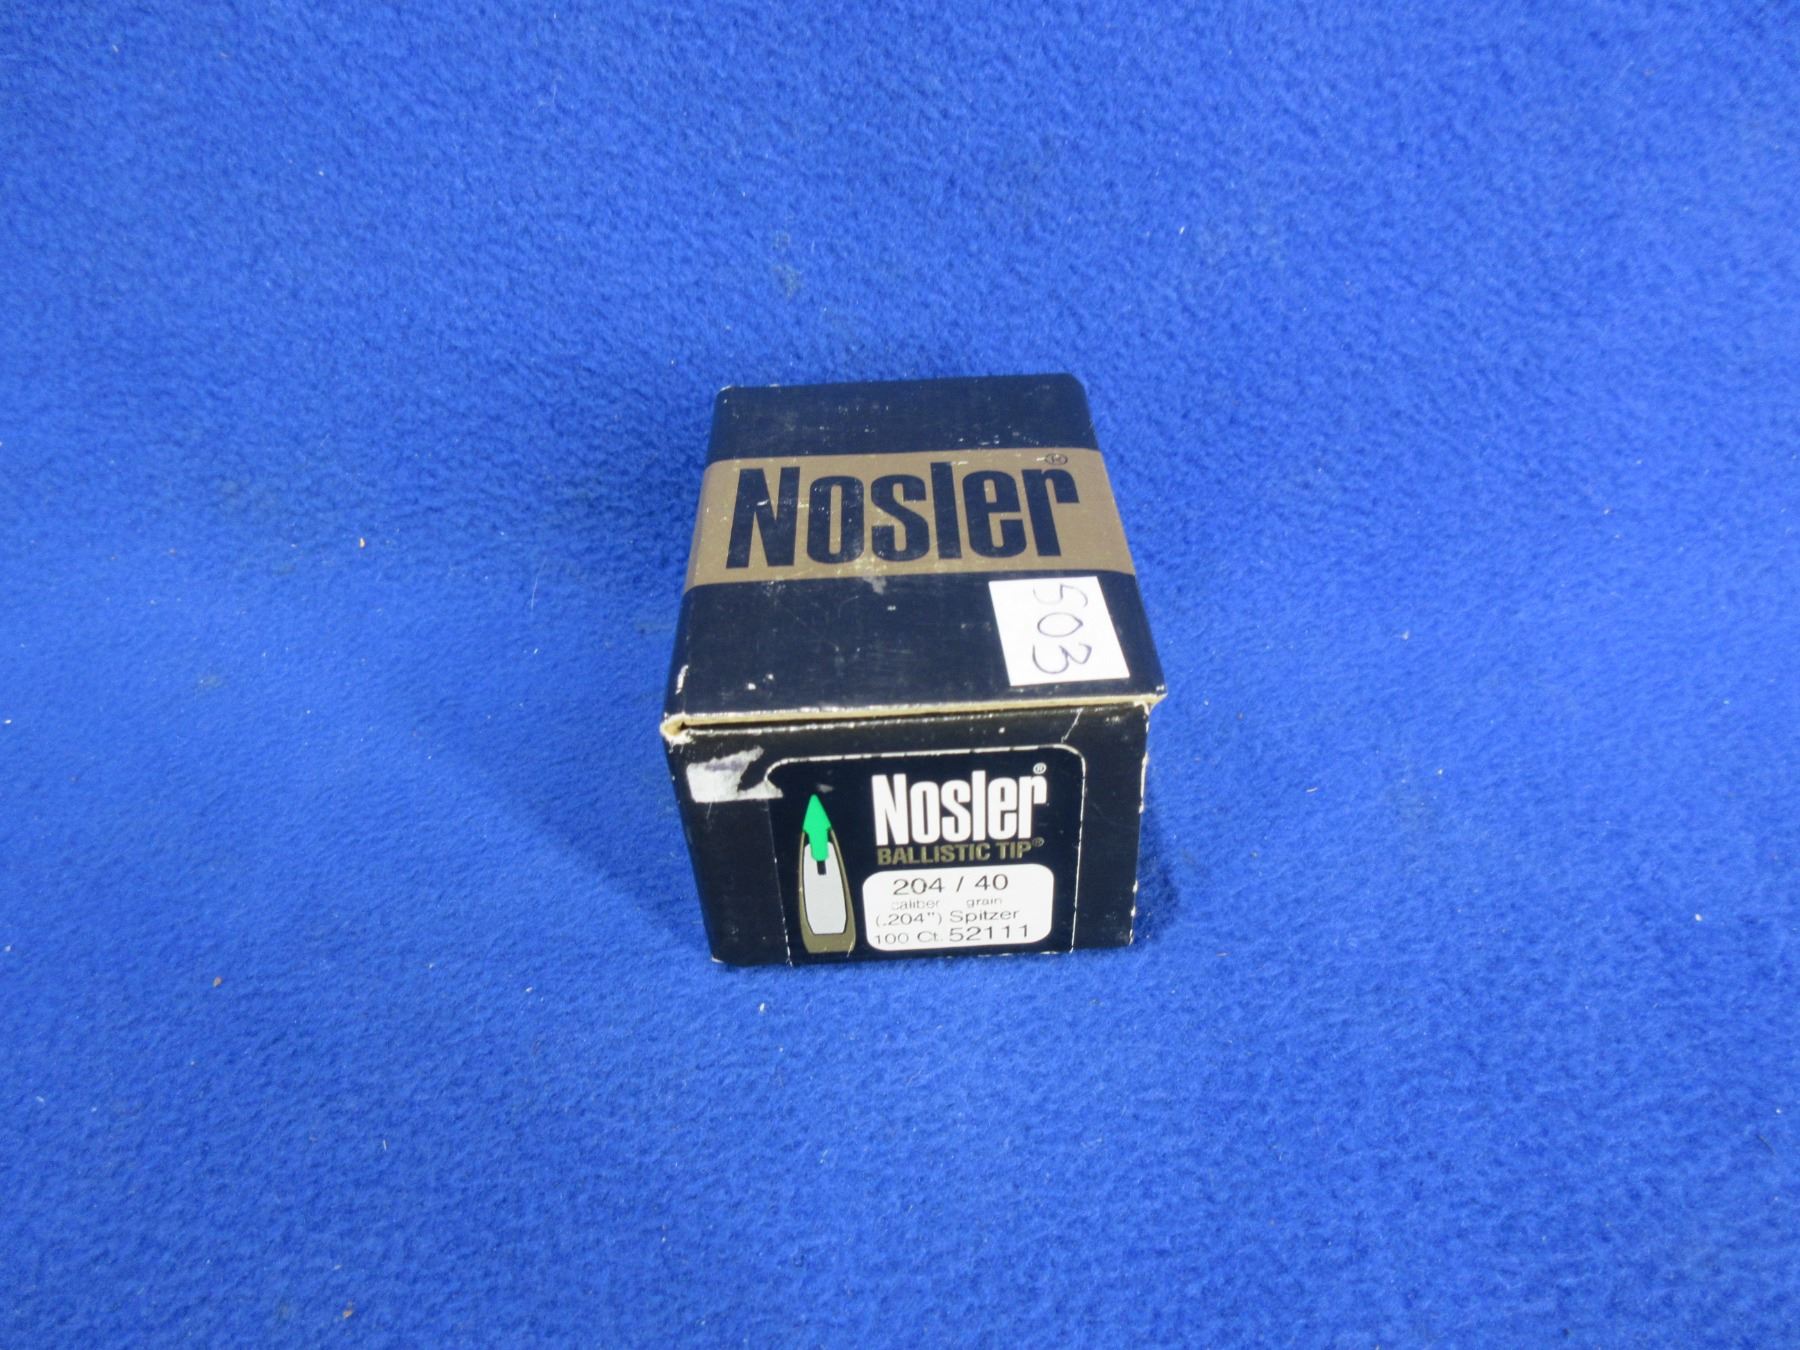 Nosler®
503
Nosler®
BALLISTIC TIP®
204 / 40
caliber grain
(.204") Spitzer
100 Ct. 52111